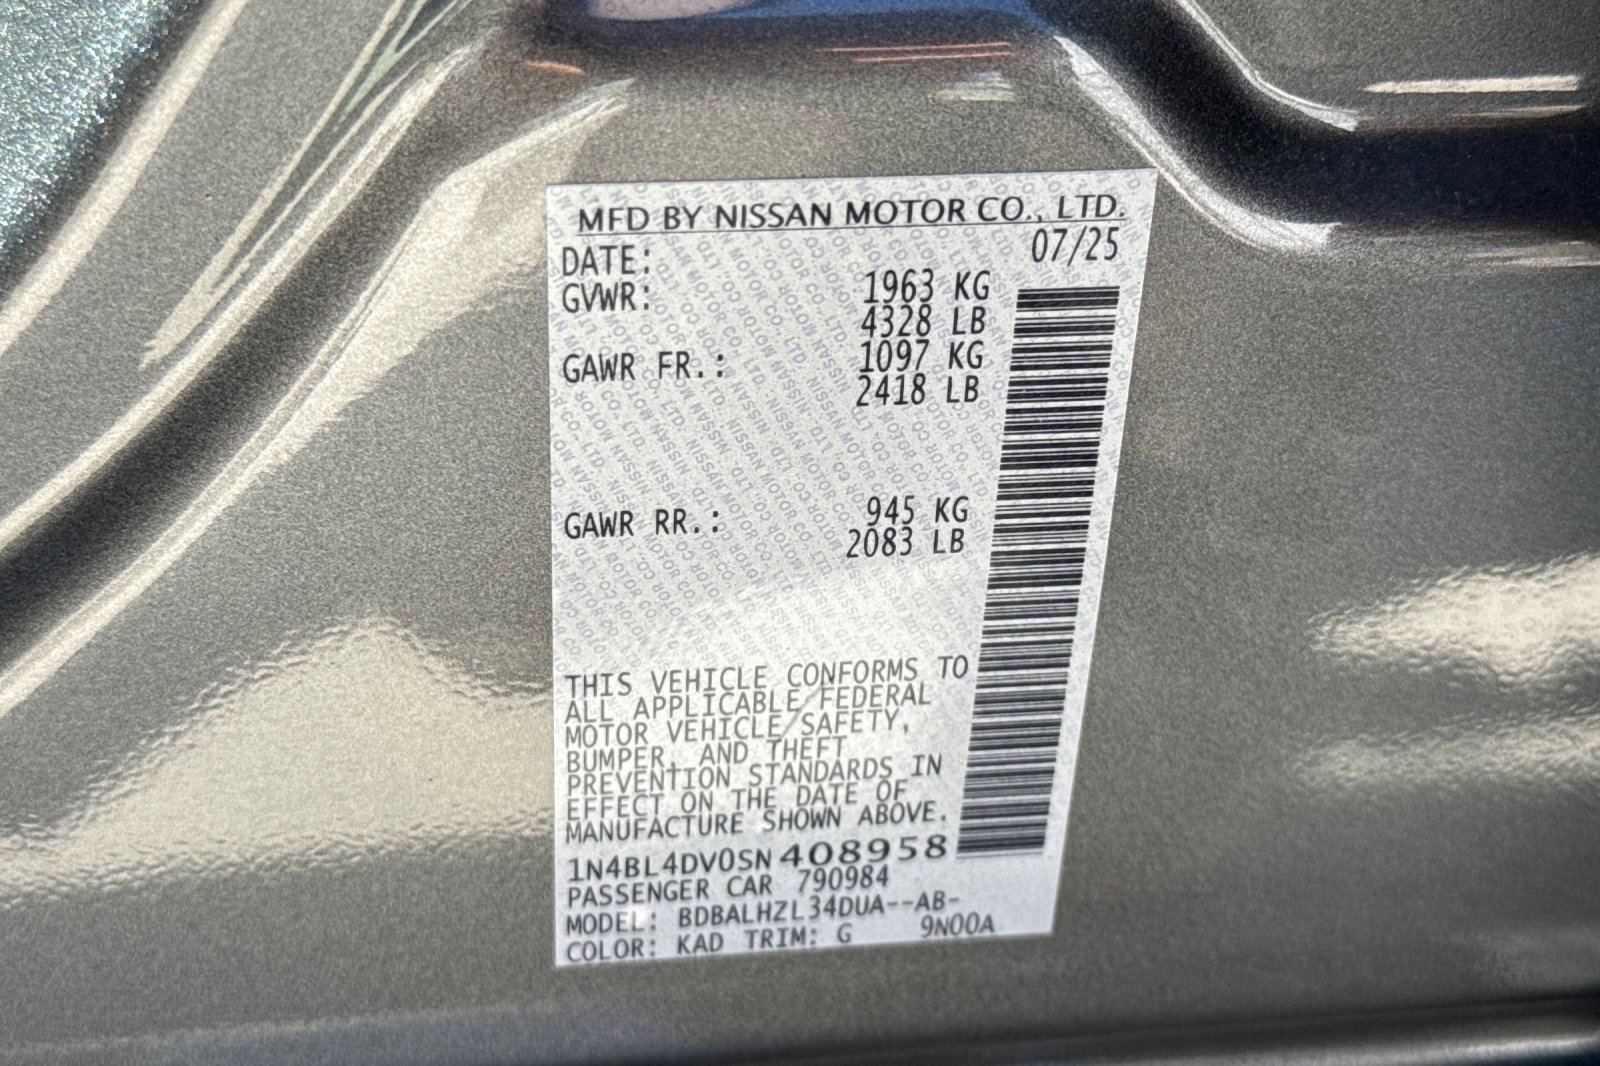 MFD BY NISSAN MOTOR CO., LTD.
DATE: 07/25
GVWR: 1963 KG
4328 LB
GAWR FR.: 1097 KG
2418 LB
GAWR RR.: 945 KG
2083 LB
THIS VEHICLE CONFORMS TO
ALL APPLICABLE FEDERAL
MOTOR VEHICLE SAFETY,
BUMPER, AND THEFT
PREVENTION STANDARDS IN
EFFECT ON THE DATE OF
MANUFACTURE SHOWN ABOVE.
1N4BL4DV0SN408958
PASSENGER CAR 790984
MODEL: BDBALHZL34DUA--AB-
COLOR: KAD TRIM: G 9N00A